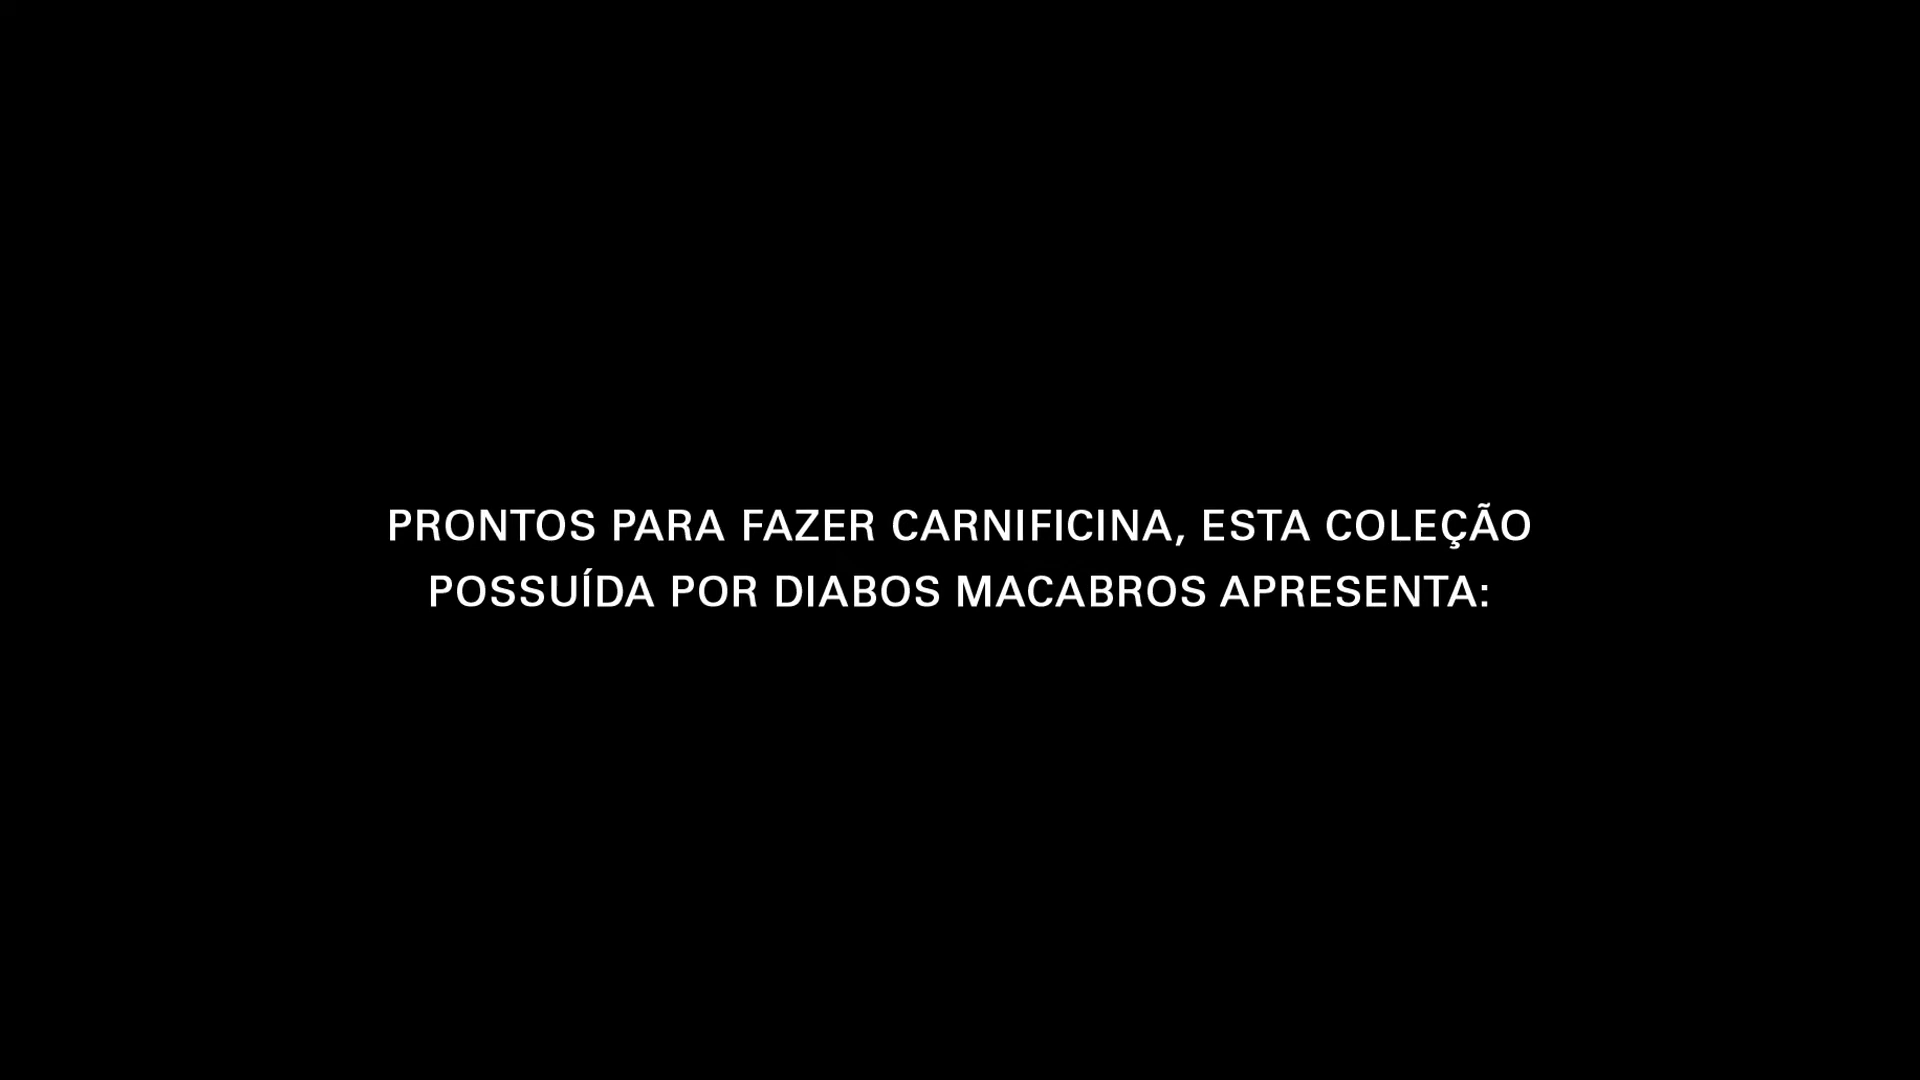 PRONTOS PARA FAZER CARNIFICINA, ESTA COLEÇÃO
POSSUÍDA POR DIABOS MACABROS APRESENTA: